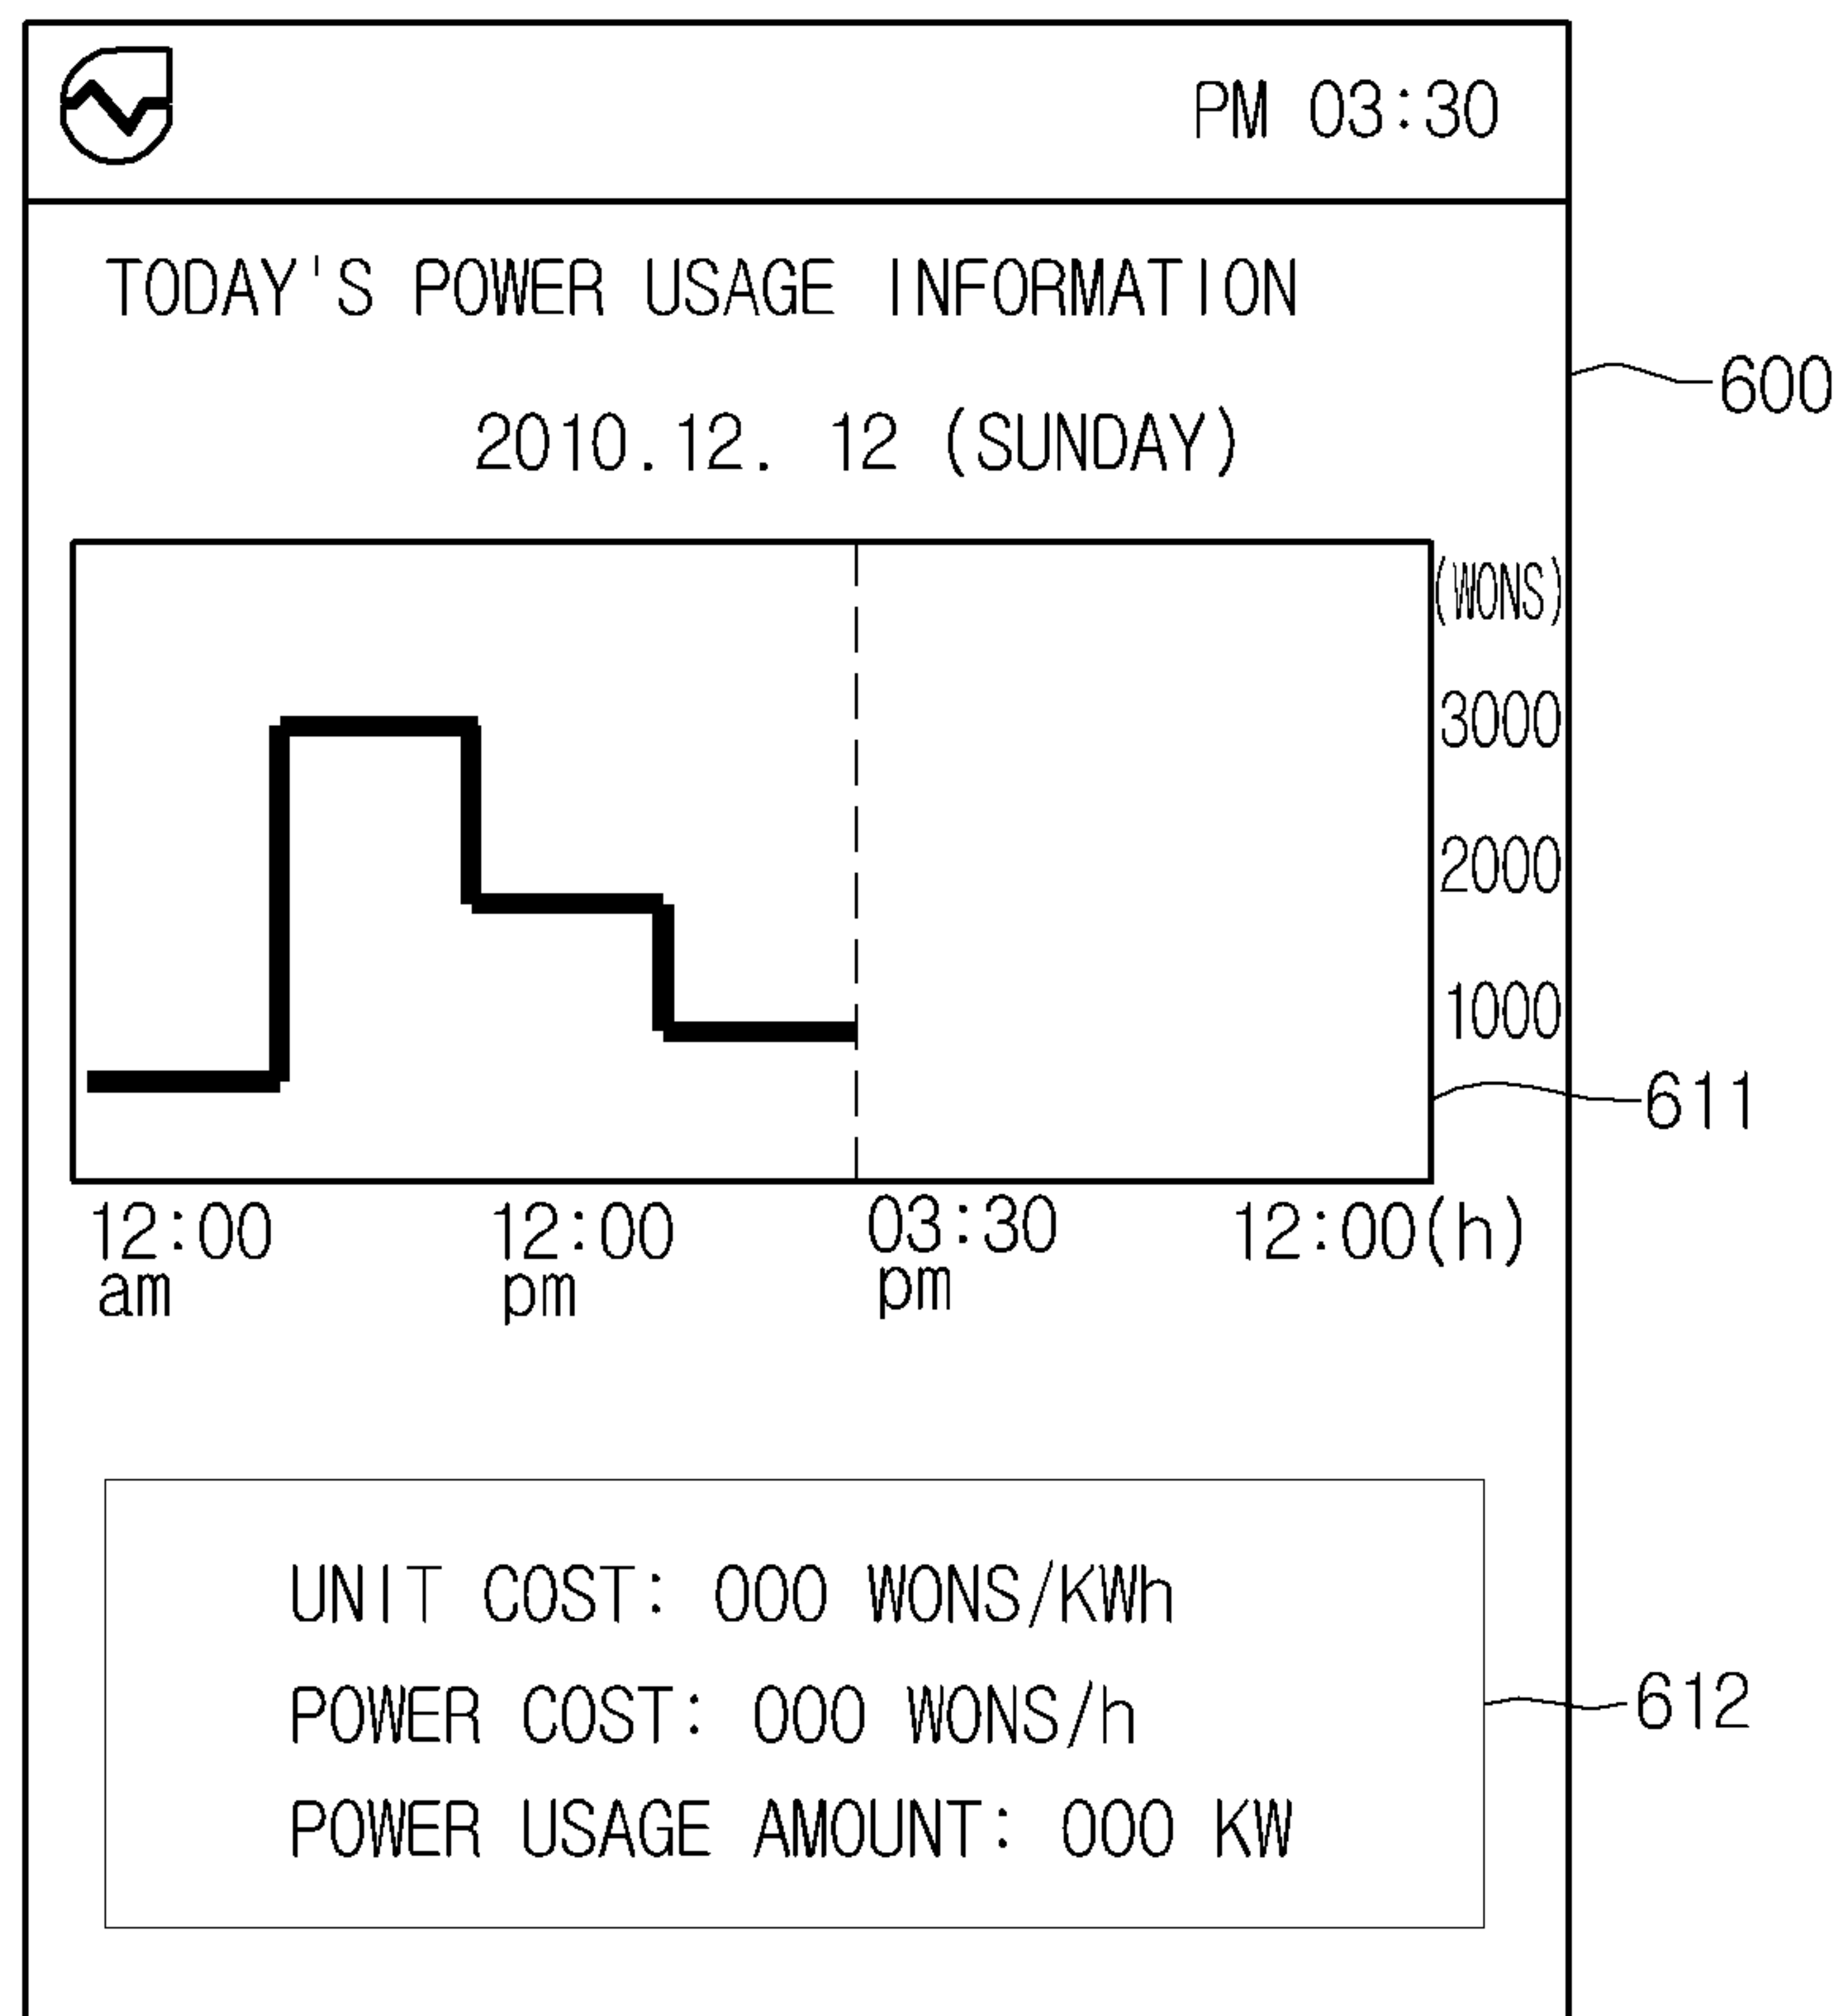 PM 03:30
TODAY'S POWER USAGE INFORMATION
600
2010.12. 12 (SUNDAY)
(WONS)
3000
2000
1000
611
12:00 am
12:00 pm
03:30 pm
12:00(h)
UNIT COST: 000 WONS/KWh
POWER COST: 000 WONS/h
612
POWER USAGE AMOUNT: 000 KW